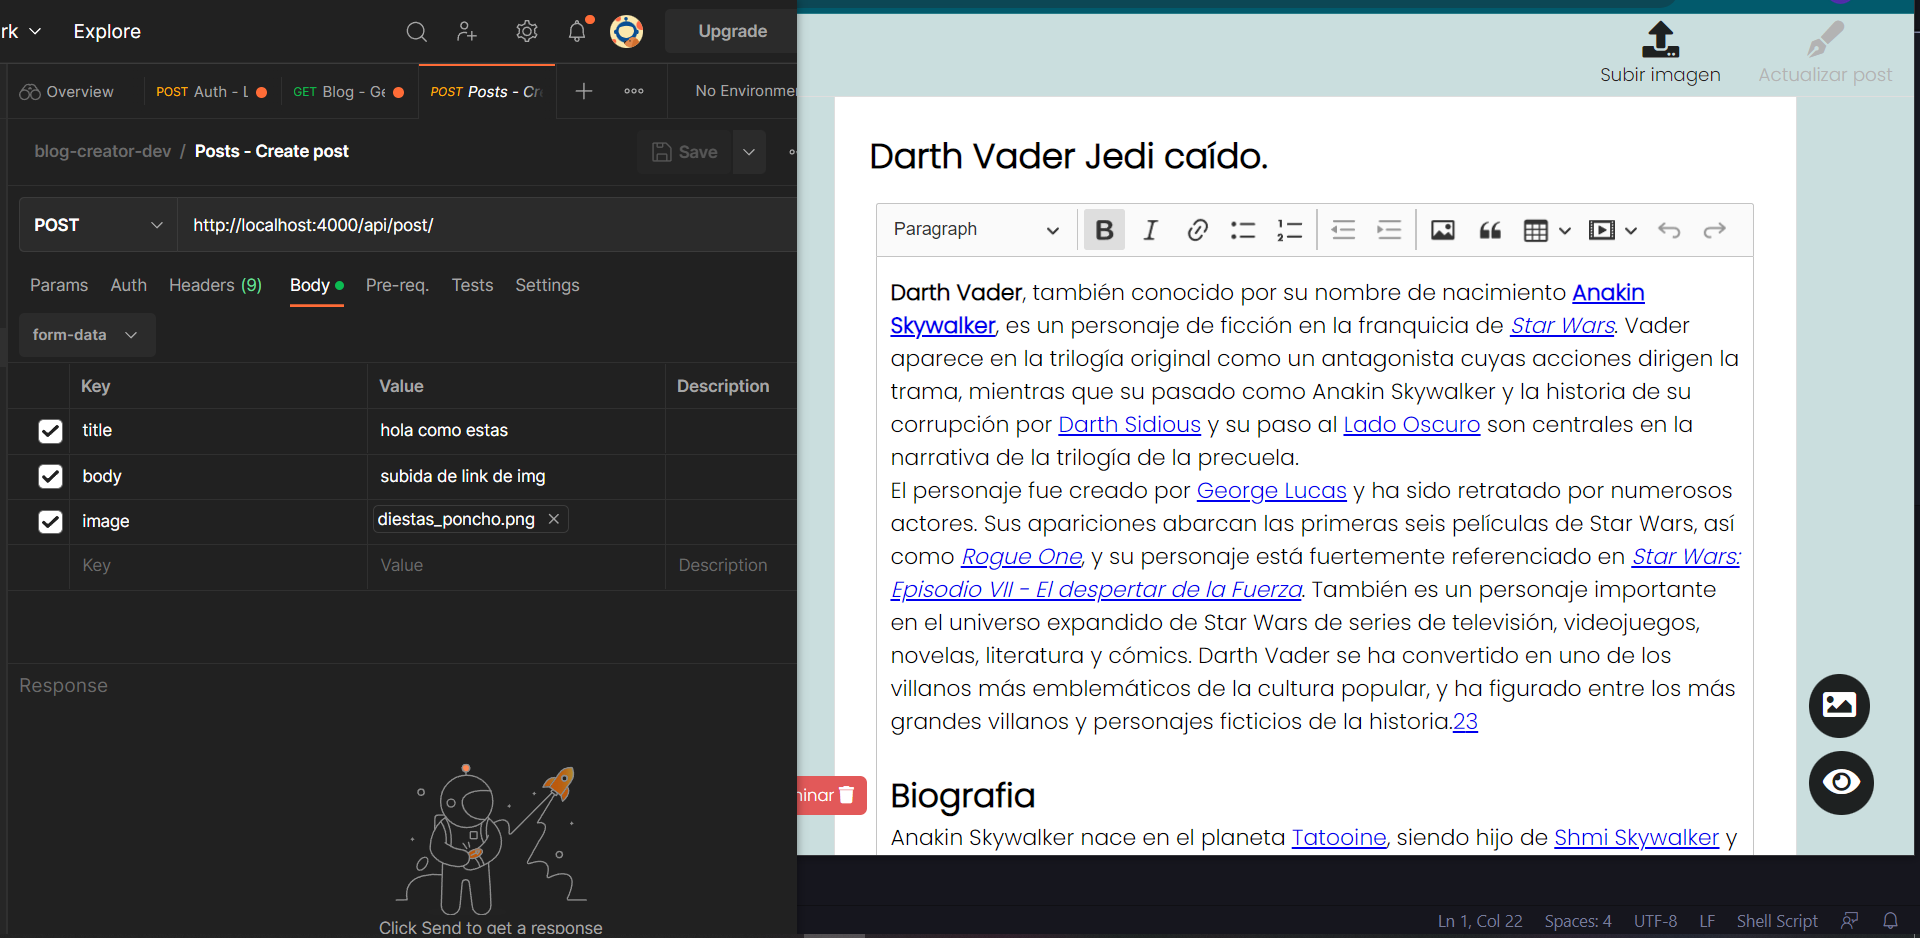 rk
Explore
Upgrade
Overview
POST Auth - L
GET Blog - Ge
POST Posts - Cr
No Environme
blog-creator-dev / Posts - Create post
Save
POST
http://localhost:4000/api/post/
Params Auth Headers (9) Body Pre-req. Tests Settings
form-data
Key Value Description
title hola como estas
body subida de link de img
image diestas_poncho.png
Key Value Description
Response
Click Send to get a response
Subir imagen
Actualizar post
Darth Vader Jedi caído.
Paragraph
Darth Vader, también conocido por su nombre de nacimiento Anakin
Skywalker, es un personaje de ficción en la franquicia de Star Wars. Vader
aparece en la trilogía original como un antagonista cuyas acciones dirigen la
trama, mientras que su pasado como Anakin Skywalker y la historia de su
corrupción por Darth Sidious y su paso al Lado Oscuro son centrales en la
narrativa de la trilogía de la precuela.
El personaje fue creado por George Lucas y ha sido retratado por numerosos
actores. Sus apariciones abarcan las primeras seis películas de Star Wars, así
como Rogue One, y su personaje está fuertemente referenciado en Star Wars:
Episodio VII - El despertar de la Fuerza. También es un personaje importante
en el universo expandido de Star Wars de series de televisión, videojuegos,
novelas, literatura y cómics. Darth Vader se ha convertido en uno de los
villanos más emblemáticos de la cultura popular, y ha figurado entre los más
grandes villanos y personajes ficticios de la historia.23
inar
Biografia
Anakin Skywalker nace en el planeta Tatooine, siendo hijo de Shmi Skywalker y
Ln 1, Col 22 Spaces: 4 UTF-8 LF Shell Script